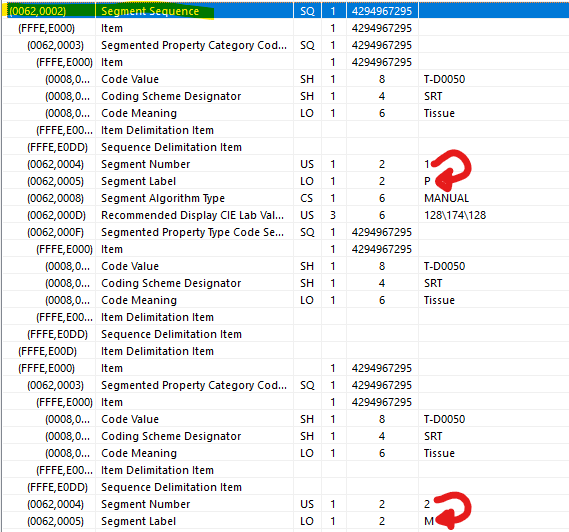 (0062,0002) Segment Sequence SQ 1 4294967295
(FFFE,E000) Item 1 4294967295
(0062,0003) Segmented Property Category Cod... SQ 1 4294967295
(FFFE,E000) Item 1 4294967295
(0008,0... Code Value SH 1 8 T-D0050
(0008,0... Coding Scheme Designator SH 1 4 SRT
(0008,0... Code Meaning LO 1 6 Tissue
(FFFE,E00... Item Delimitation Item
(FFFE,E0DD) Sequence Delimitation Item
(0062,0004) Segment Number US 1 2 1
(0062,0005) Segment Label LO 1 2 P
(0062,0008) Segment Algorithm Type CS 1 6 MANUAL
(0062,000D) Recommended Display CIE Lab Val... US 3 6 128\174\128
(0062,000F) Segmented Property Type Code Se... SQ 1 4294967295
(FFFE,E000) Item 1 4294967295
(0008,0... Code Value SH 1 8 T-D0050
(0008,0... Coding Scheme Designator SH 1 4 SRT
(0008,0... Code Meaning LO 1 6 Tissue
(FFFE,E00... Item Delimitation Item
(FFFE,E0DD) Sequence Delimitation Item
(FFFE,E00D) Item Delimitation Item
(FFFE,E000) Item 1 4294967295
(0062,0003) Segmented Property Category Cod... SQ 1 4294967295
(FFFE,E000) Item 1 4294967295
(0008,0... Code Value SH 1 8 T-D0050
(0008,0... Coding Scheme Designator SH 1 4 SRT
(0008,0... Code Meaning LO 1 6 Tissue
(FFFE,E00... Item Delimitation Item
(FFFE,E0DD) Sequence Delimitation Item
(0062,0004) Segment Number US 1 2 2
(0062,0005) Segment Label LO 1 2 M